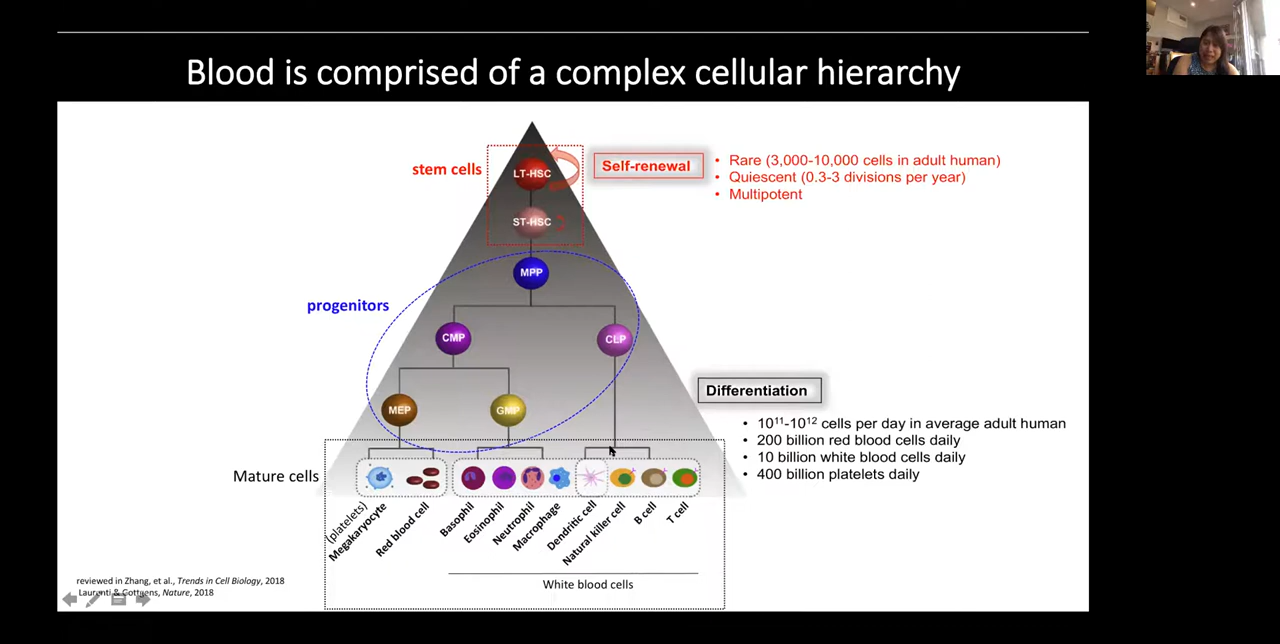 Blood is comprised of a complex cellular hierarchy
stem cells
LT-HSC
ST-HSC
Self-renewal
• Rare (3,000-10,000 cells in adult human)
• Quiescent (0.3-3 divisions per year)
• Multipotent
MPP
progenitors
CMP
CLP
MEP
GMP
Differentiation
• 10¹¹-10¹² cells per day in average adult human
• 200 billion red blood cells daily
• 10 billion white blood cells daily
• 400 billion platelets daily
Mature cells
(platelets)
Megakaryocyte
Red blood cell
Basophil
Eosinophil
Neutrophil
Macrophage
Dendritic cell
Natural killer cell
B cell
T cell
White blood cells
reviewed in Zhang, et al., Trends in Cell Biology, 2018
Laurenti & Gottgens, Nature, 2018